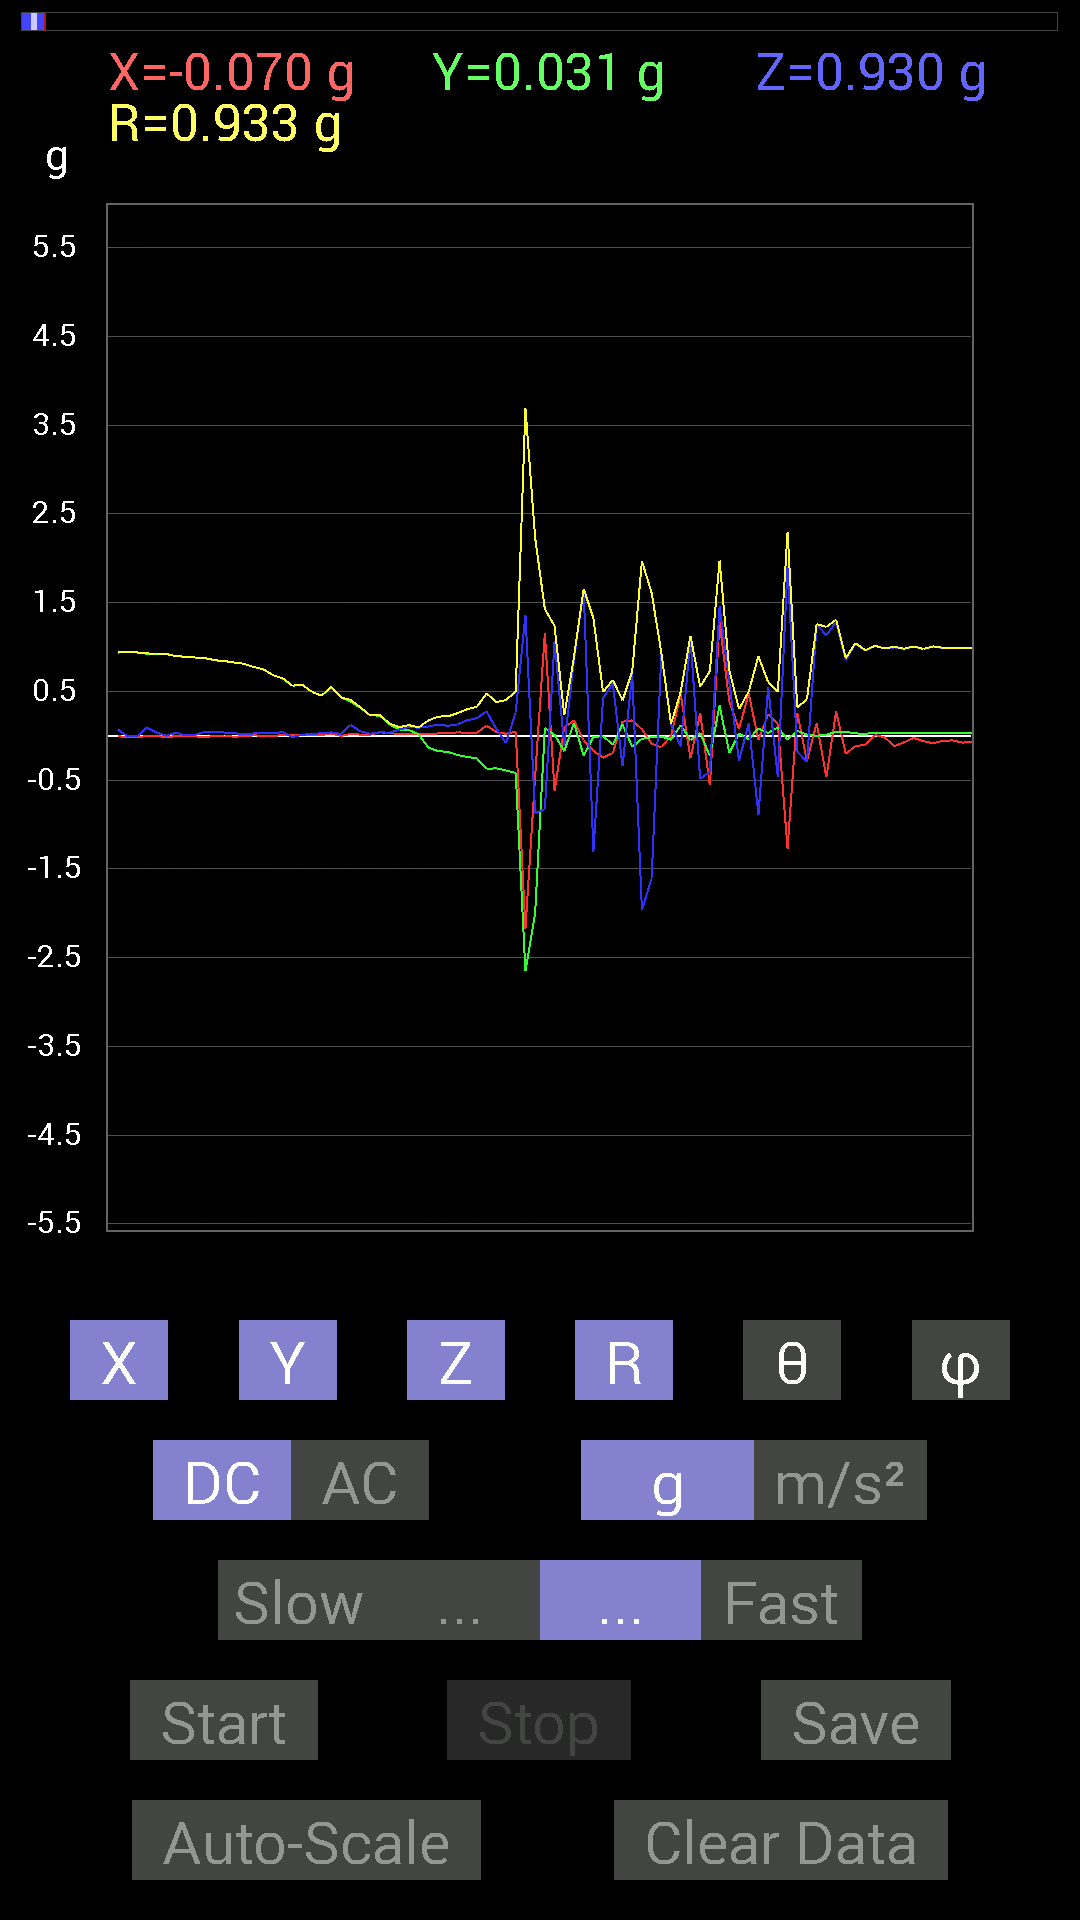 X=-0.070 g Y=0.031 g Z=0.930 g
R=0.933 g
g
5.5
4.5
3.5
2.5
1.5
0.5
-0.5
-1.5
-2.5
-3.5
-4.5
-5.5
X Y Z R θ φ
DC AC g m/s²
Slow ... ... Fast
Start Stop Save
Auto-Scale Clear Data